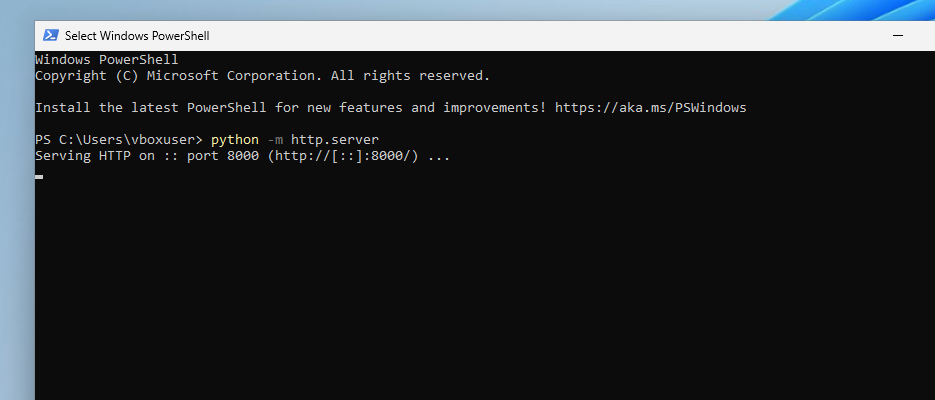 Select Windows PowerShell
Windows PowerShell
Copyright (C) Microsoft Corporation. All rights reserved.
Install the latest PowerShell for new features and improvements! https://aka.ms/PSWindows
PS C:\Users\vboxuser> python -m http.server
Serving HTTP on :: port 8000 (http://[::]:8000/) ...